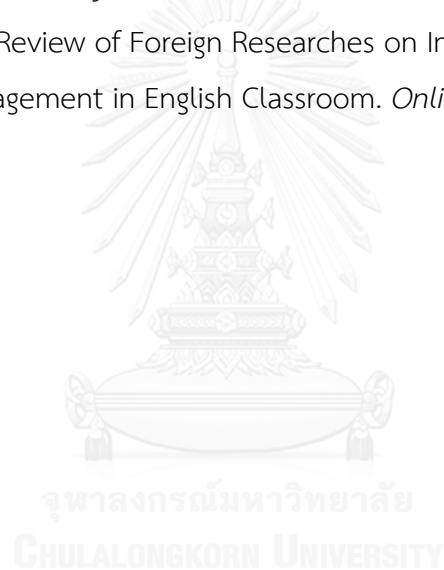 Review of Foreign Researches on In
agement in English Classroom. Onli
จุฬาลงกรณ์มหาวิทยาลัย
CHULALONGKORN UNIVERSITY